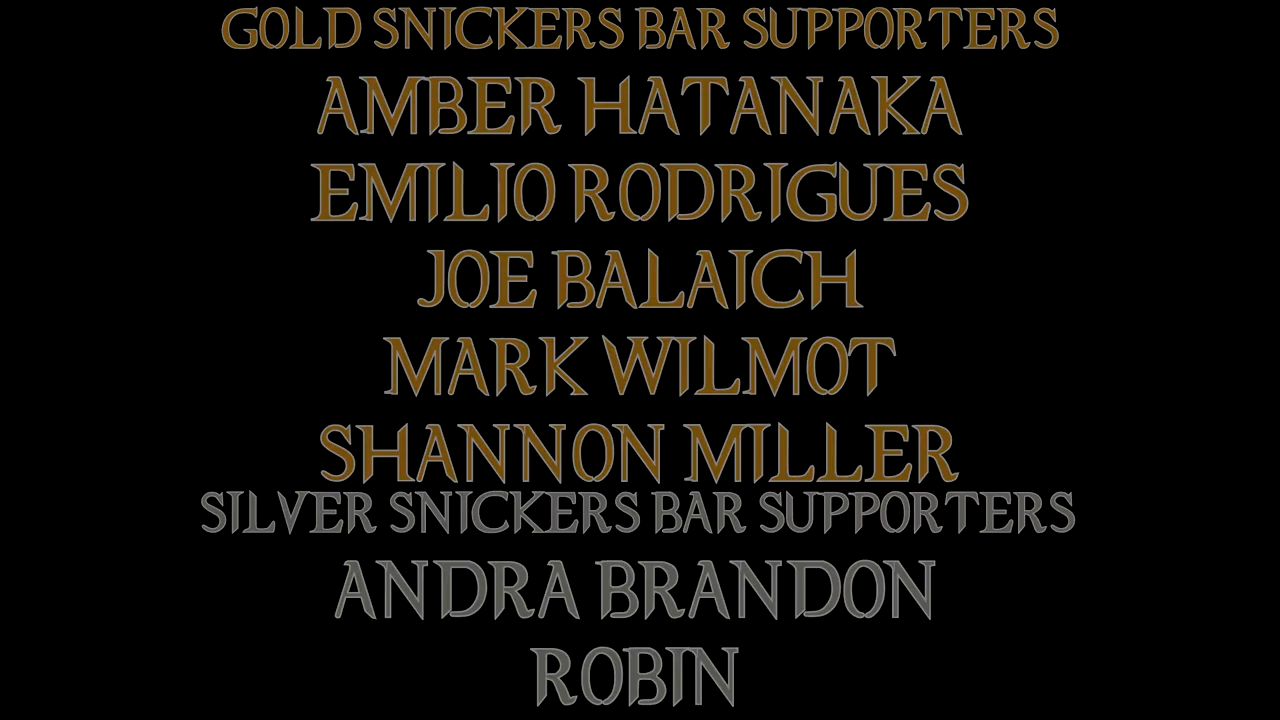 GOLD SNICKERS BAR SUPPORTERS
AMBER HATANAKA
EMILIO RODRIGUES
JOE BALAICH
MARK WILMOT
SHANNON MILLER
SILVER SNICKERS BAR SUPPORTERS
ANDRA BRANDON
ROBIN